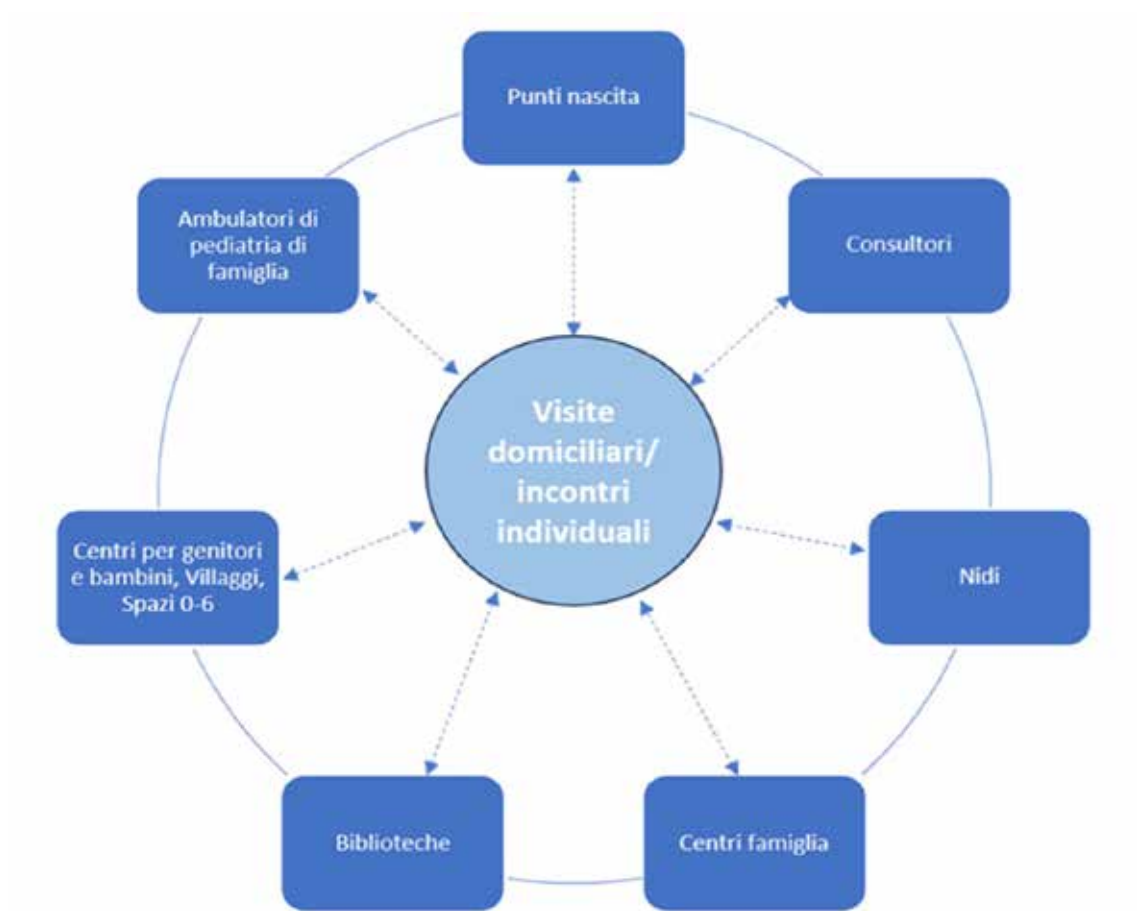 Punti nascita
Ambulatori di
pediatria di
famiglia
Consultori
Visite
domiciliari/
incontri
individuali
Centri per genitori
e bambini, Villaggi,
Spazi 0-6
Nidi
Biblioteche
Centri famiglia